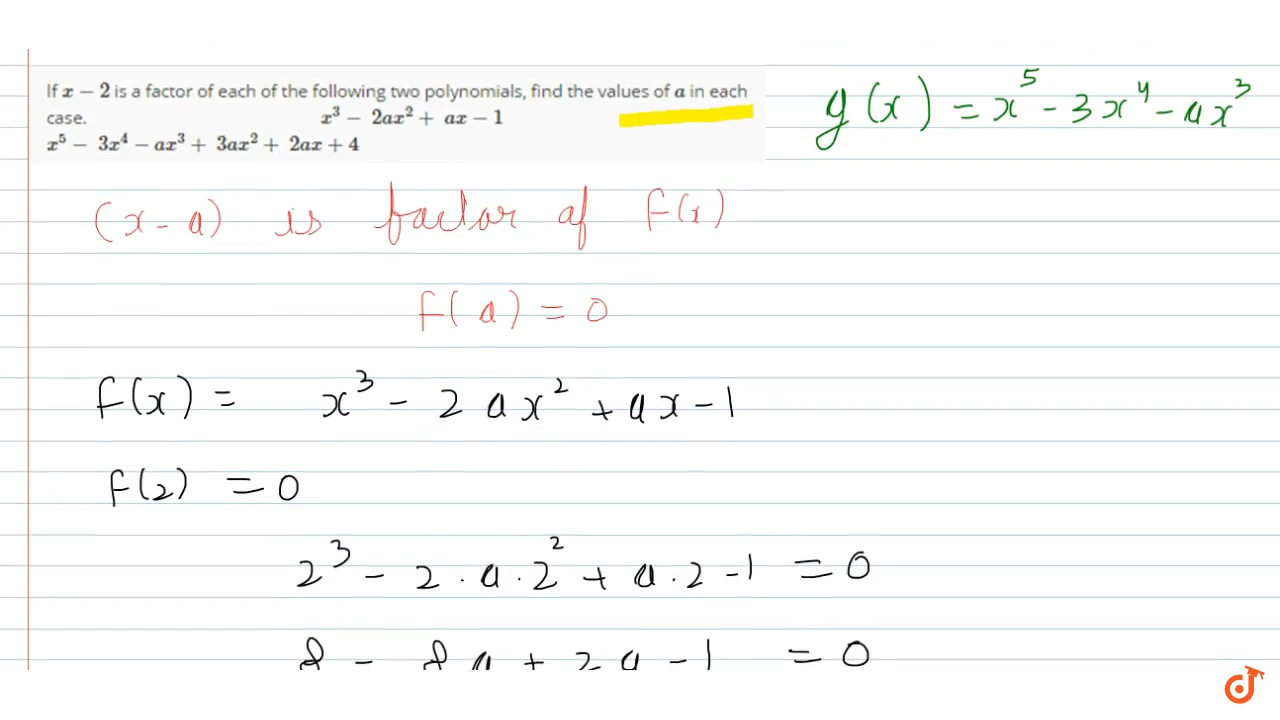 If x − 2 is a factor of each of the following two polynomials, find the values of a in each
case. x³ − 2ax² + ax − 1
x⁵ − 3x⁴ − ax³ + 3ax² + 2ax + 4
g(x) = x⁵ - 3x⁴ - ax³
(x - a) is factor of f(x)
f(a) = 0
f(x) = x³ - 2ax² + ax - 1
f(2) = 0
2³ - 2·a·2² + a·2 - 1 = 0
8 - 8a + 2a - 1 = 0